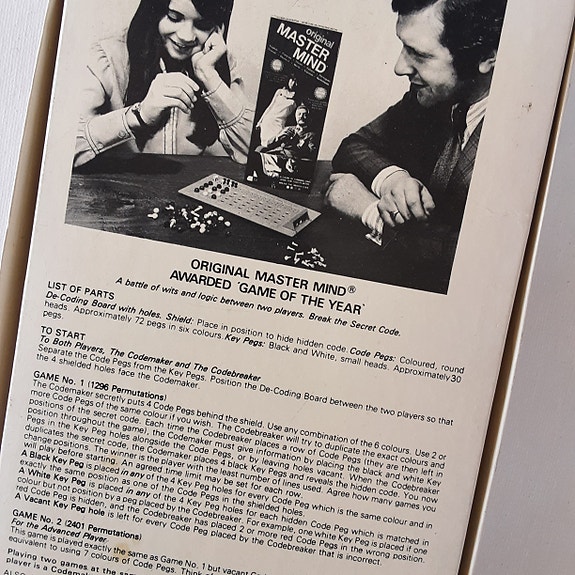 original
MASTER
MIND
ORIGINAL MASTER MIND®
AWARDED 'GAME OF THE YEAR'
A battle of wits and logic between two players. Break the Secret Code.
LIST OF PARTS
De-Coding Board with holes. Shield: Place in position to hide hidden code. Code Pegs: Coloured, round
heads. Approximately 72 pegs in six colours. Key Pegs: Black and White, small heads. Approximately 30
pegs.
TO START
To Both Players, The Codemaker and The Codebreaker
Separate the Code Pegs from the Key Pegs. Position the De-Coding Board between the two players so that
the 4 shielded holes face the Codemaker.
GAME No. 1 (1296 Permutations)
The Codemaker secretly puts 4 Code Pegs behind the shield. Use any combination of the 6 colours. Use 2 or
more Code Pegs of the same colour if you wish. The Codebreaker will try to duplicate the exact colours and
positions of the secret code. Each time the Codebreaker places a row of Code Pegs (they are then left in
position throughout the game), the Codemaker must give information by placing the black and white Key
Pegs in the Key Peg holes alongside the Code Pegs, or by leaving holes vacant. When the Codebreaker
duplicates the secret code, the Codemaker places 4 black Key Pegs and reveals the hidden code. You now
change positions. The winner is the player with the least number of lines used. Agree how many games you
will play before starting. An agreed time limit may be set for each row.
A Black Key Peg is placed in any of the 4 Key Peg holes for every Code Peg which is the same colour and in
exactly the same position as one of the Code Pegs in the shielded holes.
A White Key Peg is placed in any of the 4 Key Peg holes for each hidden Code Peg which is matched in
colour but not position by a peg placed by the Codebreaker. For example, one white Key Peg is placed if one
red Code Peg is hidden, and the Codebreaker has placed 2 or more red Code Pegs in the wrong position.
A Vacant Key Peg hole is left for every Code Peg placed by the Codebreaker that is incorrect.
GAME No. 2 (2401 Permutations)
For the Advanced Player
This game is played exactly the same as Game No. 1 but vacant
equivalent to using 7 colours of Code Pegs. Think
Playing two games at the
player is a